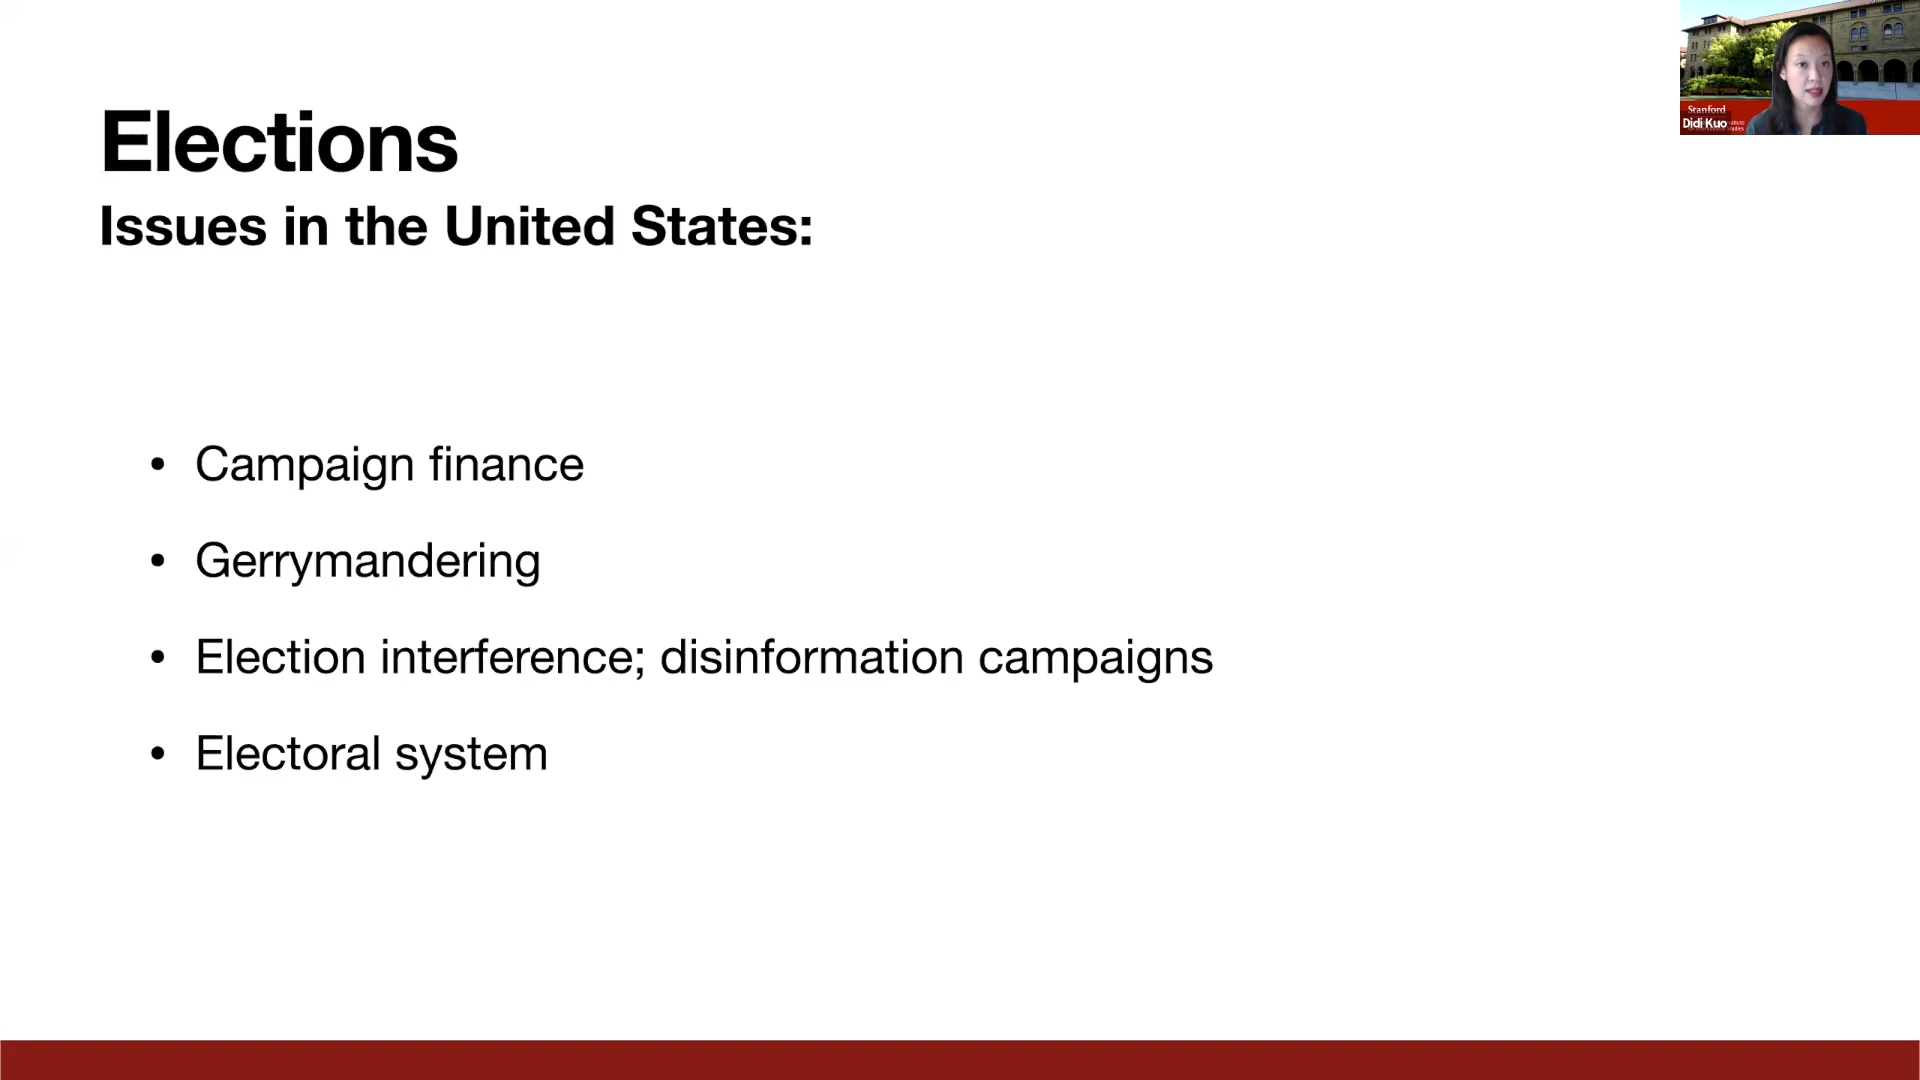 Elections
Issues in the United States:
• Campaign finance
• Gerrymandering
• Election interference; disinformation campaigns
• Electoral system
Stanford
Didi Kuo